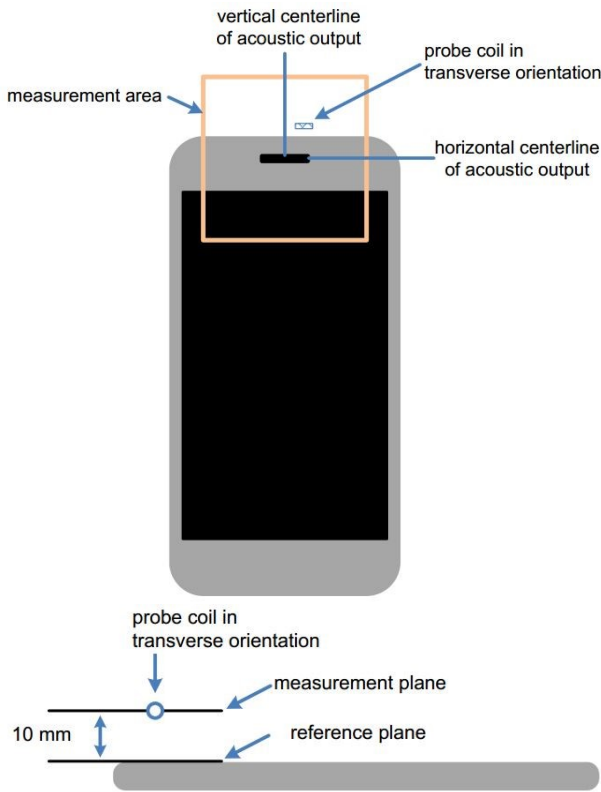 vertical centerline
of acoustic output
probe coil in
transverse orientation
measurement area
horizontal centerline
of acoustic output
probe coil in
transverse orientation
measurement plane
10 mm
reference plane